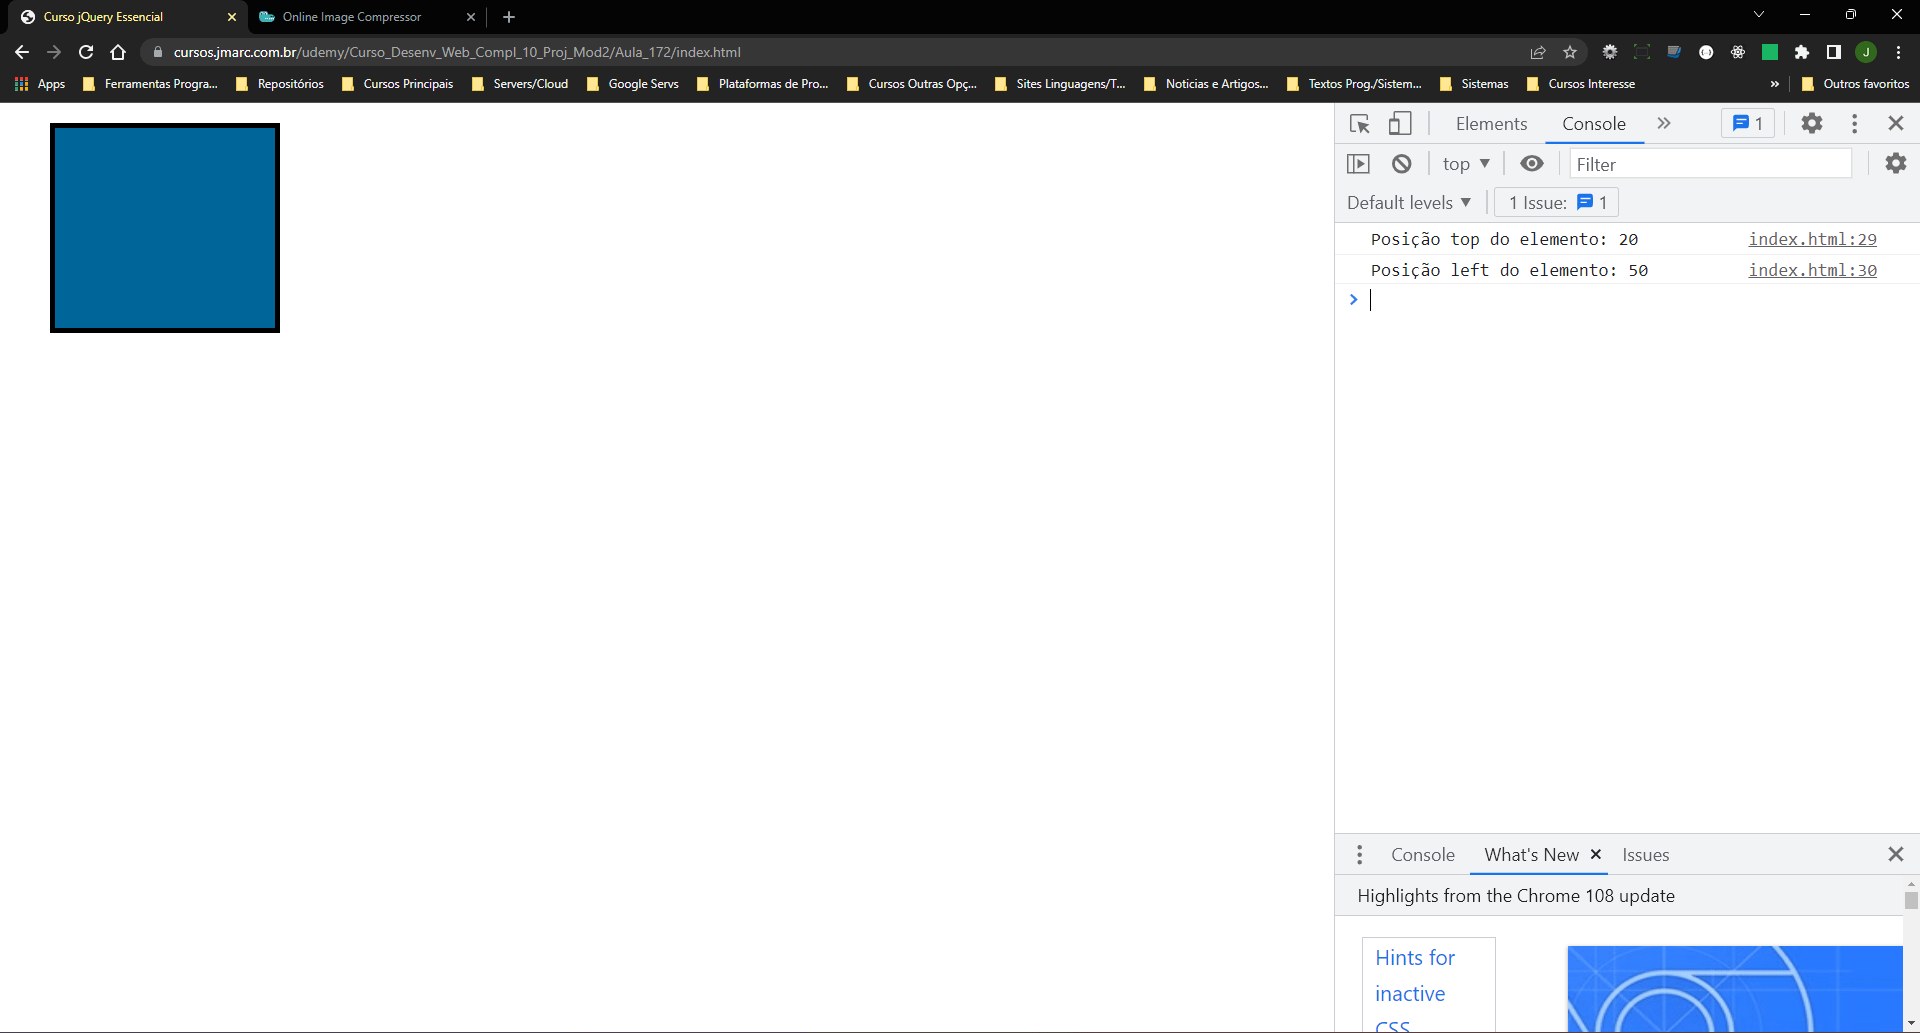 Curso jQuery Essencial
Online Image Compressor
cursos.jmarc.com.br/udemy/Curso_Desenv_Web_Compl_10_Proj_Mod2/Aula_172/index.html
J
Apps
Ferramentas Progra...
Repositórios
Cursos Principais
Servers/Cloud
Google Servs
Plataformas de Pro...
Cursos Outras Opç...
Sites Linguagens/T...
Noticias e Artigos...
Textos Prog./Sistem...
Sistemas
Cursos Interesse
»
Outros favoritos
Elements
Console
1
top
Filter
Default levels
1 Issue: 1
Posição top do elemento: 20 index.html:29
Posição left do elemento: 50 index.html:30
Console
What's New
Issues
Highlights from the Chrome 108 update
Hints for
inactive
CSS